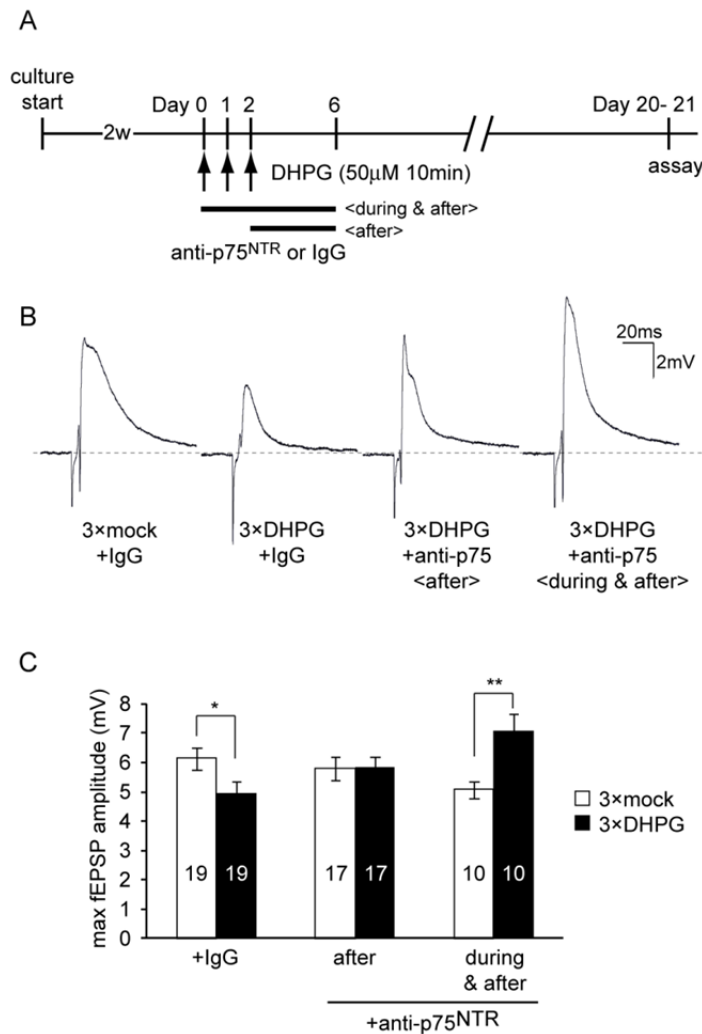 A
culture
start
Day 0 1 2 6 Day 20- 21
2w
DHPG (50μM 10min)
assay
<during & after>
<after>
anti-p75NTR or IgG
B
20ms
2mV
3×mock
+IgG
3×DHPG
+IgG
3×DHPG
+anti-p75
<after>
3×DHPG
+anti-p75
<during & after>
C
max fEPSP amplitude (mV)
8
7
6
5
4
3
2
1
0
*
**
19 19 17 17 10 10
3×mock
3×DHPG
+IgG after during
& after
+anti-p75NTR